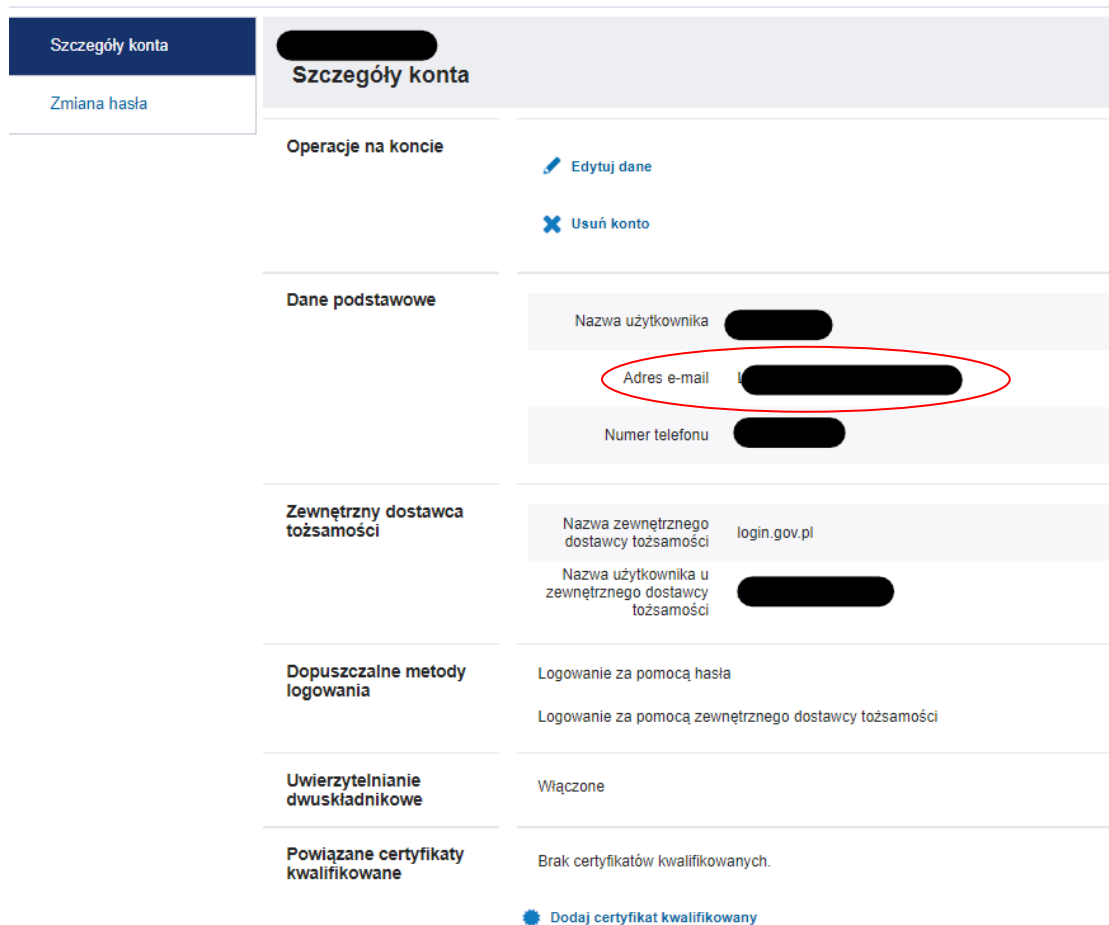 Szczegóły konta
Zmiana hasła
Szczegóły konta
Operacje na koncie
Edytuj dane
Usuń konto
Dane podstawowe
Nazwa użytkownika
Adres e-mail
Numer telefonu
Zewnętrzny dostawca
tożsamości
Nazwa zewnętrznego
dostawcy tożsamości
login.gov.pl
Nazwa użytkownika u
zewnętrznego dostawcy
tożsamości
Dopuszczalne metody
logowania
Logowanie za pomocą hasła
Logowanie za pomocą zewnętrznego dostawcy tożsamości
Uwierzytelnianie
dwuskładnikowe
Włączone
Powiązane certyfikaty
kwalifikowane
Brak certyfikatów kwalifikowanych.
Dodaj certyfikat kwalifikowany